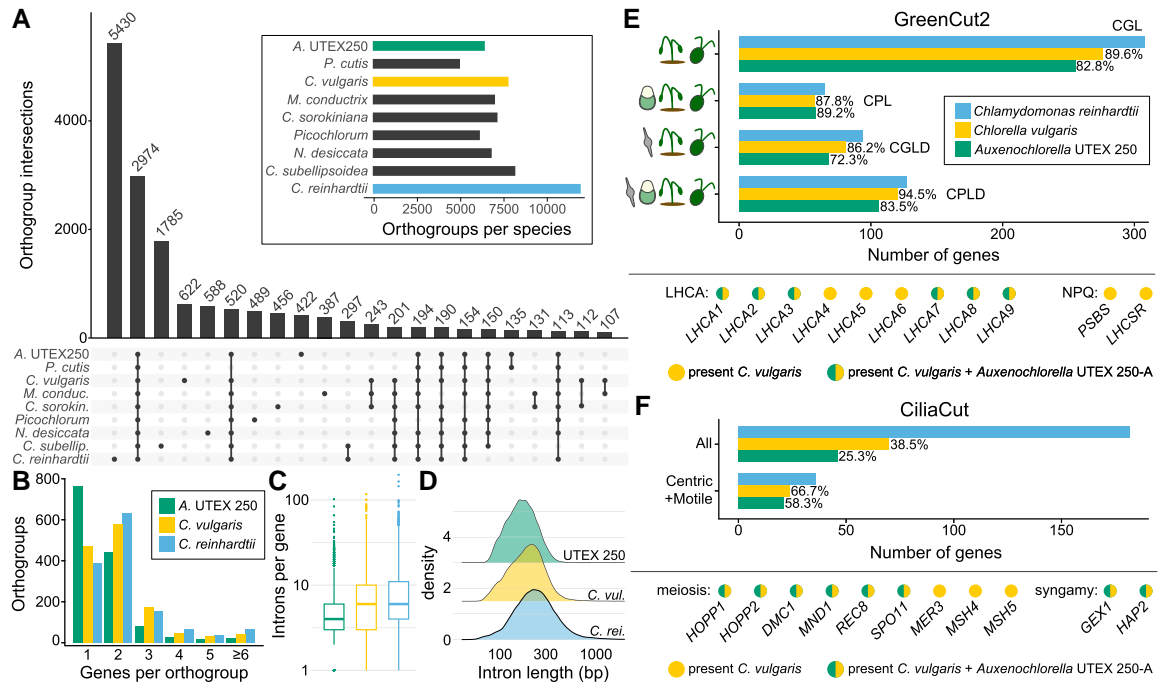 A
Orthogroup intersections
4000
2000
0
5430
2974
1785
622
588
520
489
456
422
387
297
243
201
194
190
154
150
135
131
113
112
107
A. UTEX250
P. cutis
C. vulgaris
M. conductrix
C. sorokiniana
Picochlorum
N. desiccata
C. subellipsoidea
C. reinhardtii
0
2500
5000
7500
10000
Orthogroups per species
A. UTEX250
P. cutis
C. vulgaris
M. conduc.
C. sorokin.
Picochlorum
N. desiccata
C. subellip.
C. reinhardtii
B
Orthogroups
800
600
400
200
0
A. UTEX 250
C. vulgaris
C. reinhardtii
1 2 3 4 5 ≥6
Genes per orthogroup
C
Introns per gene
100
10
1
D
density
4
2
0
UTEX 250
C. vul.
C. rei.
100 300 1000
Intron length (bp)
E
GreenCut2
CGL
89.6%
82.8%
87.8%
CPL
89.2%
86.2%
CGLD
72.3%
94.5%
CPLD
83.5%
Chlamydomonas reinhardtii
Chlorella vulgaris
Auxenochlorella UTEX 250
0 100 200 300
Number of genes
LHCA:
LHCA1
LHCA2
LHCA3
LHCA4
LHCA5
LHCA6
LHCA7
LHCA8
LHCA9
NPQ:
PSBS
LHCSR
present C. vulgaris
present C. vulgaris + Auxenochlorella UTEX 250-A
F
CiliaCut
All
38.5%
25.3%
Centric
+Motile
66.7%
58.3%
0 50 100 150
Number of genes
meiosis:
HOPP1
HOPP2
DMC1
MND1
REC8
SPO11
MER3
MSH4
MSH5
syngamy:
GEX1
HAP2
present C. vulgaris
present C. vulgaris + Auxenochlorella UTEX 250-A